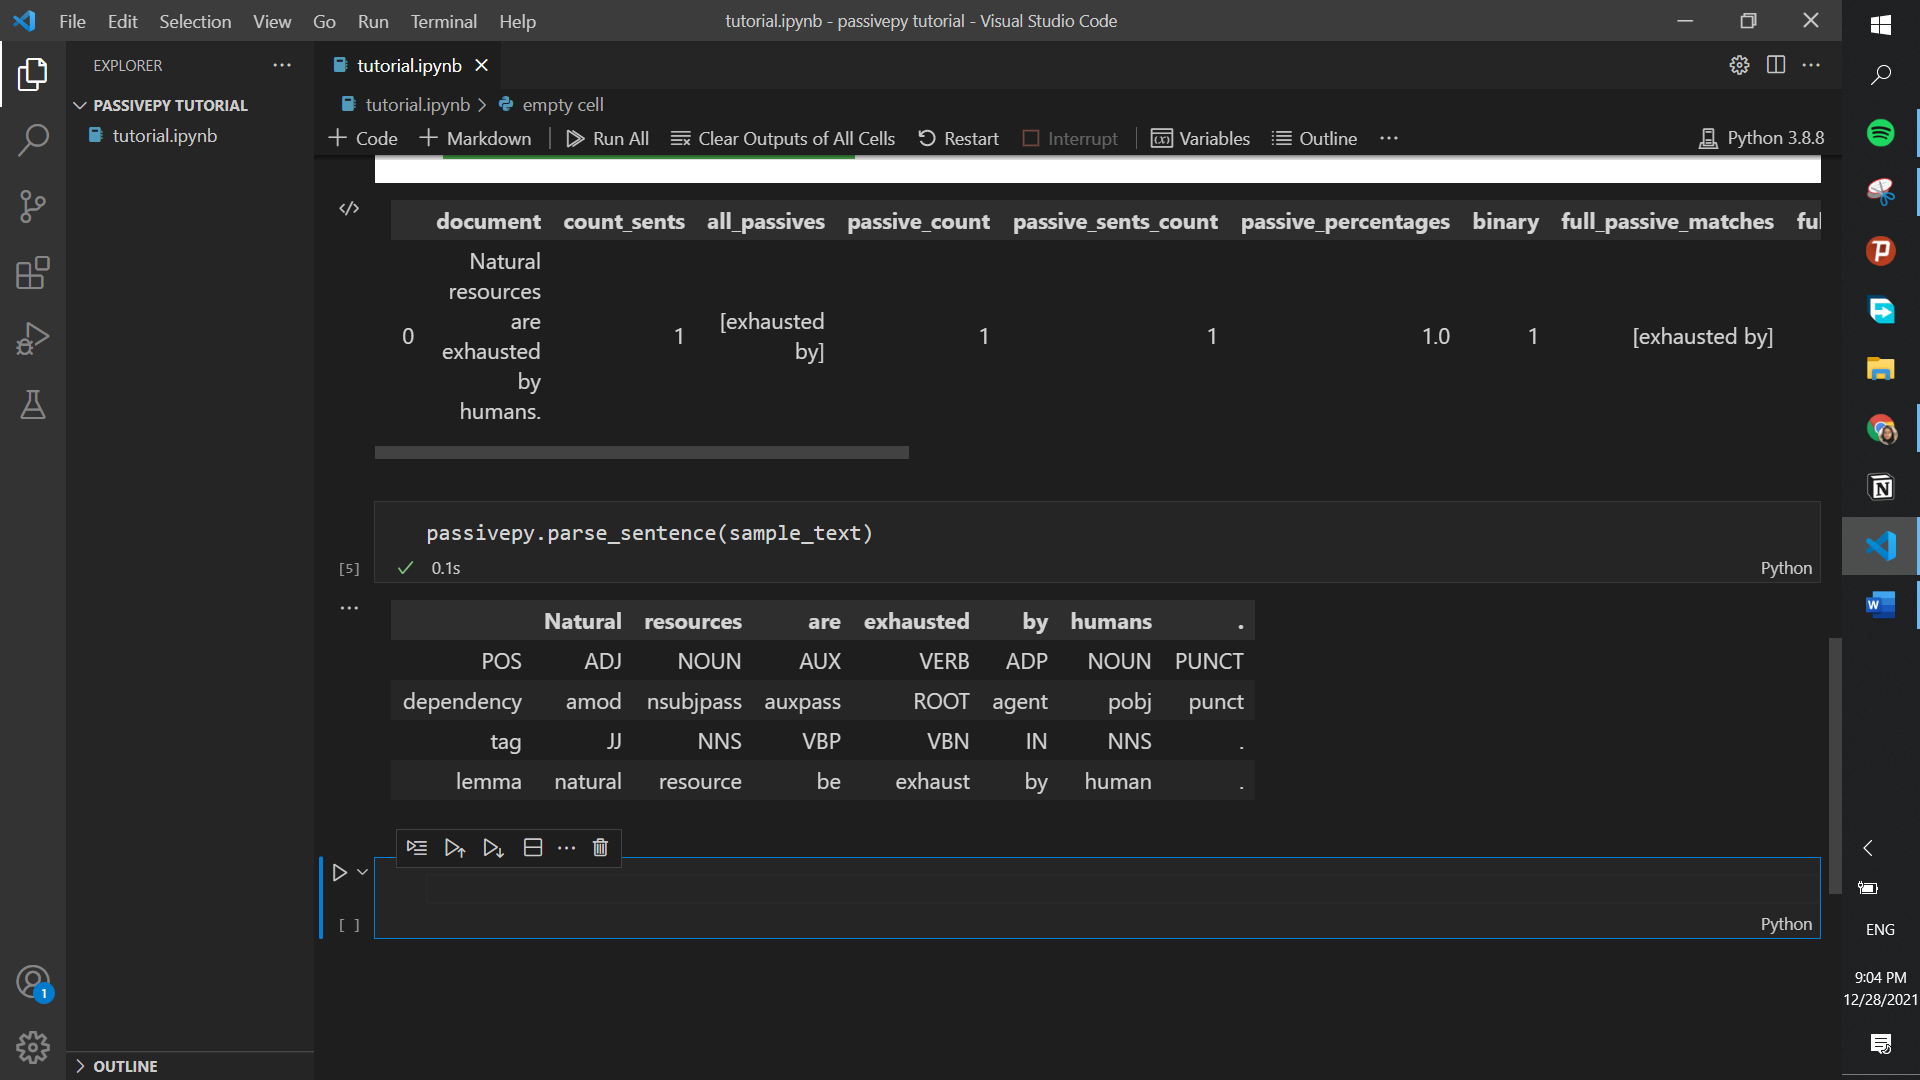 File Edit Selection View Go Run Terminal Help tutorial.ipynb - passivepy tutorial - Visual Studio Code
EXPLORER
PASSIVEPY TUTORIAL
tutorial.ipynb
OUTLINE
1
tutorial.ipynb
tutorial.ipynb > empty cell
Code Markdown Run All Clear Outputs of All Cells Restart Interrupt Variables Outline Python 3.8.8
document count_sents all_passives passive_count passive_sents_count passive_percentages binary full_passive_matches ful
Natural
resources
are
exhausted
by
humans.
0 1 [exhausted by] 1 1 1.0 1 [exhausted by]
passivepy.parse_sentence(sample_text)
[5] 0.1s Python
Natural resources are exhausted by humans .
POS ADJ NOUN AUX VERB ADP NOUN PUNCT
dependency amod nsubjpass auxpass ROOT agent pobj punct
tag JJ NNS VBP VBN IN NNS .
lemma natural resource be exhaust by human .
[ ] Python
ENG
9:04 PM
12/28/2021